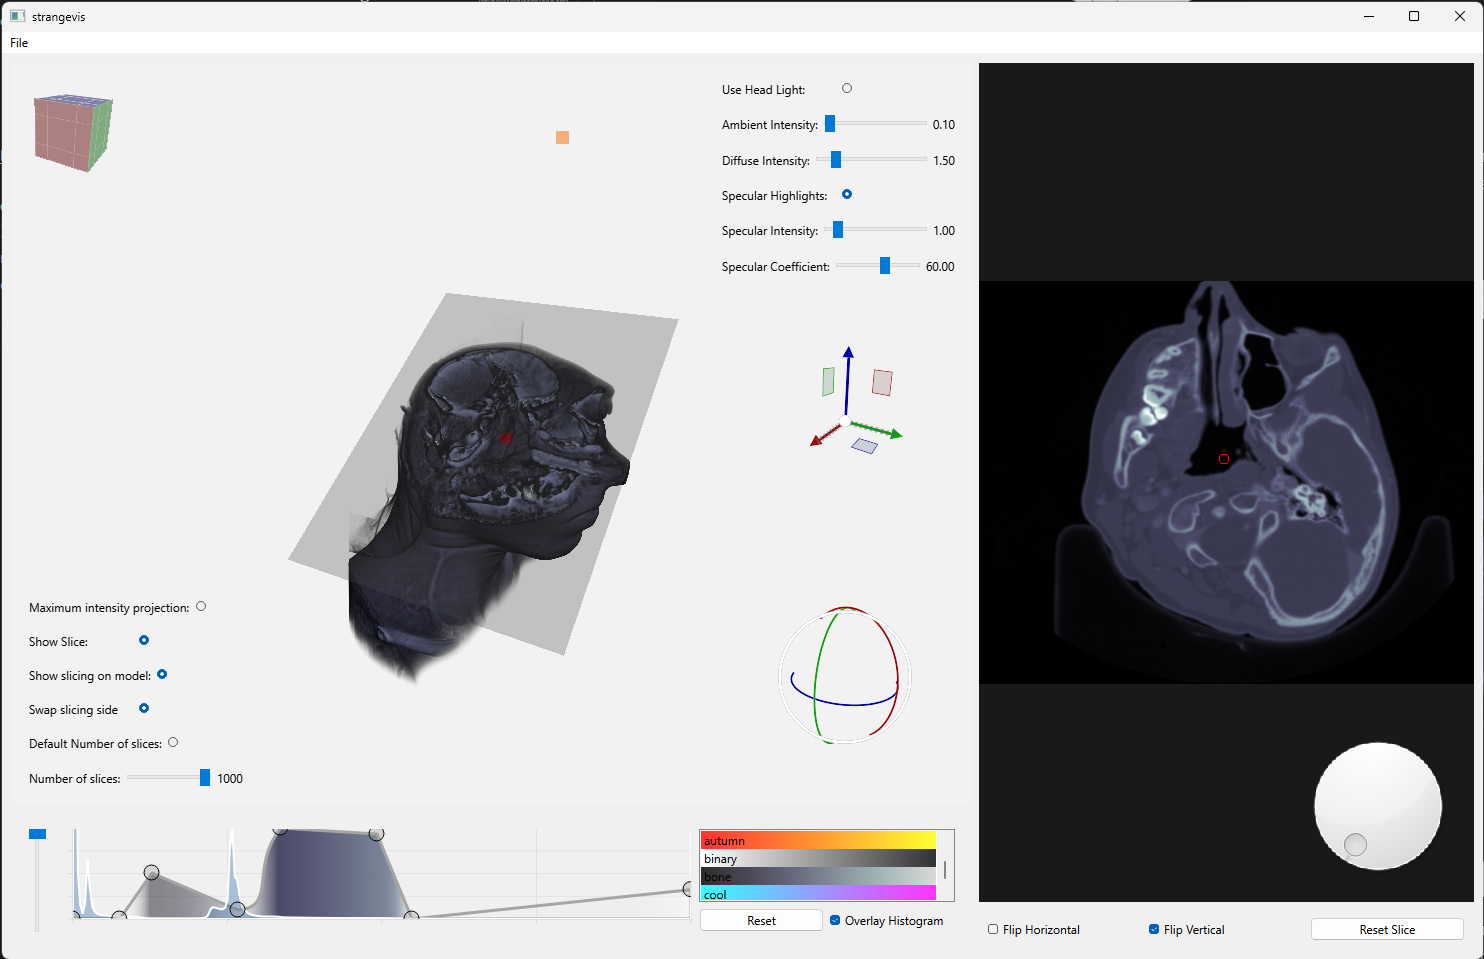 strangevis
File
Use Head Light:
Ambient Intensity: 0.10
Diffuse Intensity: 1.50
Specular Highlights:
Specular Intensity: 1.00
Specular Coefficient: 60.00
Maximum intensity projection:
Show Slice:
Show slicing on model:
Swap slicing side
Default Number of slices:
Number of slices: 1000
autumn
binary
bone
cool
Reset
Overlay Histogram
Flip Horizontal
Flip Vertical
Reset Slice